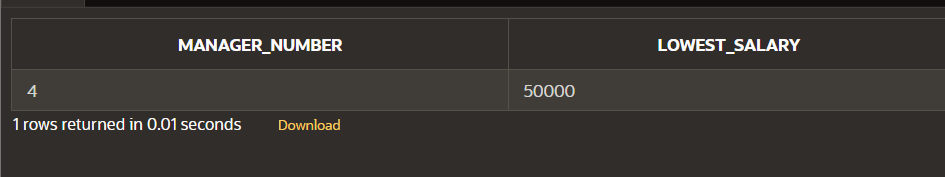 MANAGER_NUMBER LOWEST_SALARY
4 50000
1 rows returned in 0.01 seconds Download